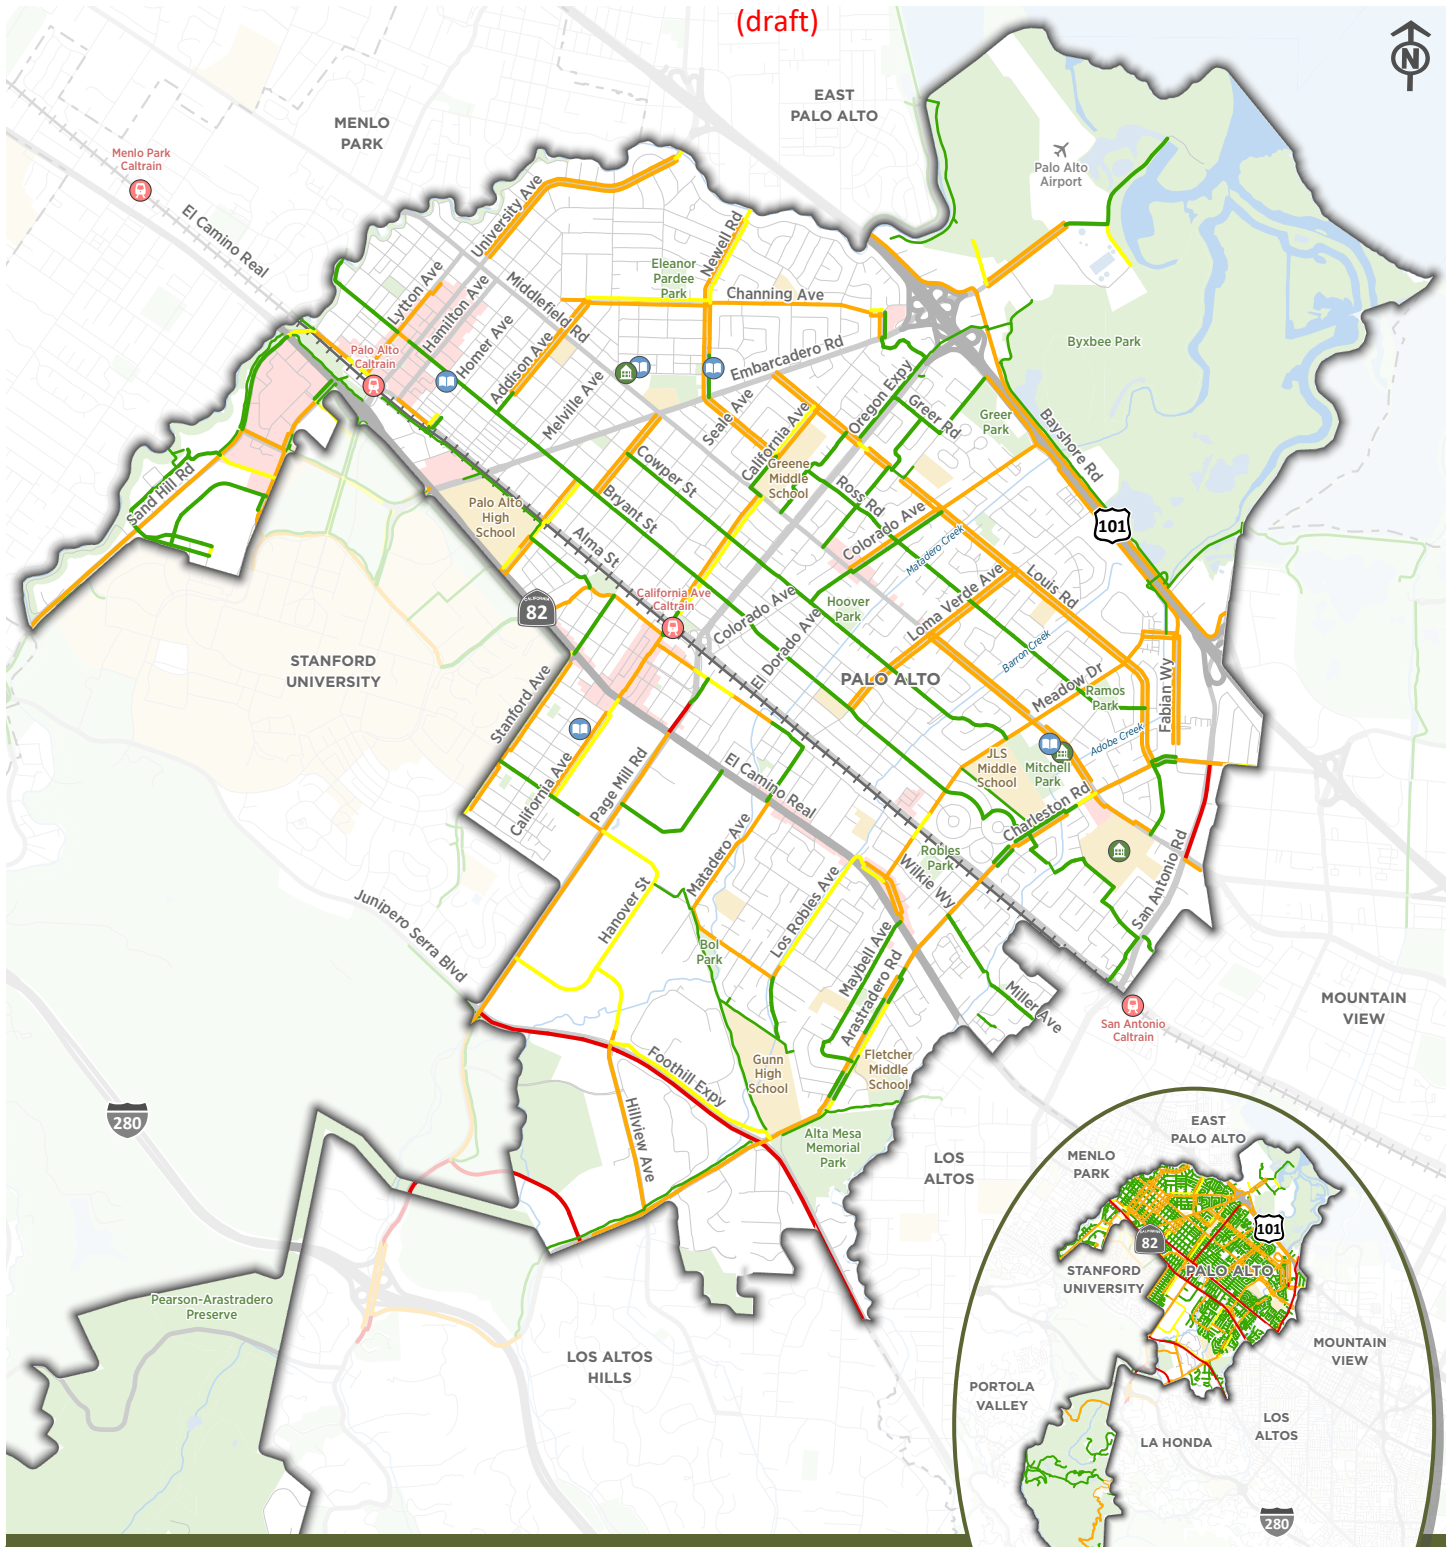 (draft)
N
EAST
PALO ALTO
MENLO
PARK
Menlo Park
Caltrain
Palo Alto
Airport
El Camino Real
University Ave
Newell Rd
Eleanor
Pardee
Park
Channing Ave
Middlefield Rd
Lytton Ave
Hamilton Ave
Homer Ave
Addison Ave
Melville Ave
Palo Alto
Caltrain
Embarcadero Rd
Byxbee Park
Oregon Expy
Greer Rd
Greer
Park
Bayshore Rd
Seale Ave
California Ave
Greene
Middle
School
Cowper St
Bryant St
Ross Rd
Colorado Ave
Matadero Creek
101
Sand Hill Rd
Palo Alto
High
School
Alma St
82
California Ave
Caltrain
Colorado Ave
El Dorado Ave
Hoover
Park
Loma Verde Ave
Louis Rd
Barron Creek
STANFORD
UNIVERSITY
PALO ALTO
Meadow Dr
Ramos
Park
Fabian Wy
Adobe Creek
Stanford Ave
California Ave
Page Mill Rd
El Camino Real
JLS
Middle
School
Mitchell
Park
Charleston Rd
Robles
Park
Wilkie Wy
San Antonio Rd
Matadero Ave
Los Robles Ave
Hanover St
Junipero Serra Blvd
Bol
Park
Maybell Ave
Arastradero Rd
Miller Ave
San Antonio
Caltrain
MOUNTAIN
VIEW
Foothill Expy
Gunn
High
School
Fletcher
Middle
School
Hillview Ave
Alta Mesa
Memorial
Park
LOS
ALTOS
280
Pearson-Arastradero
Preserve
LOS ALTOS
HILLS
EAST
PALO ALTO
MENLO
PARK
101
82
STANFORD
UNIVERSITY
PALO ALTO
MOUNTAIN
VIEW
PORTOLA
VALLEY
LOS
ALTOS
LA HONDA
280